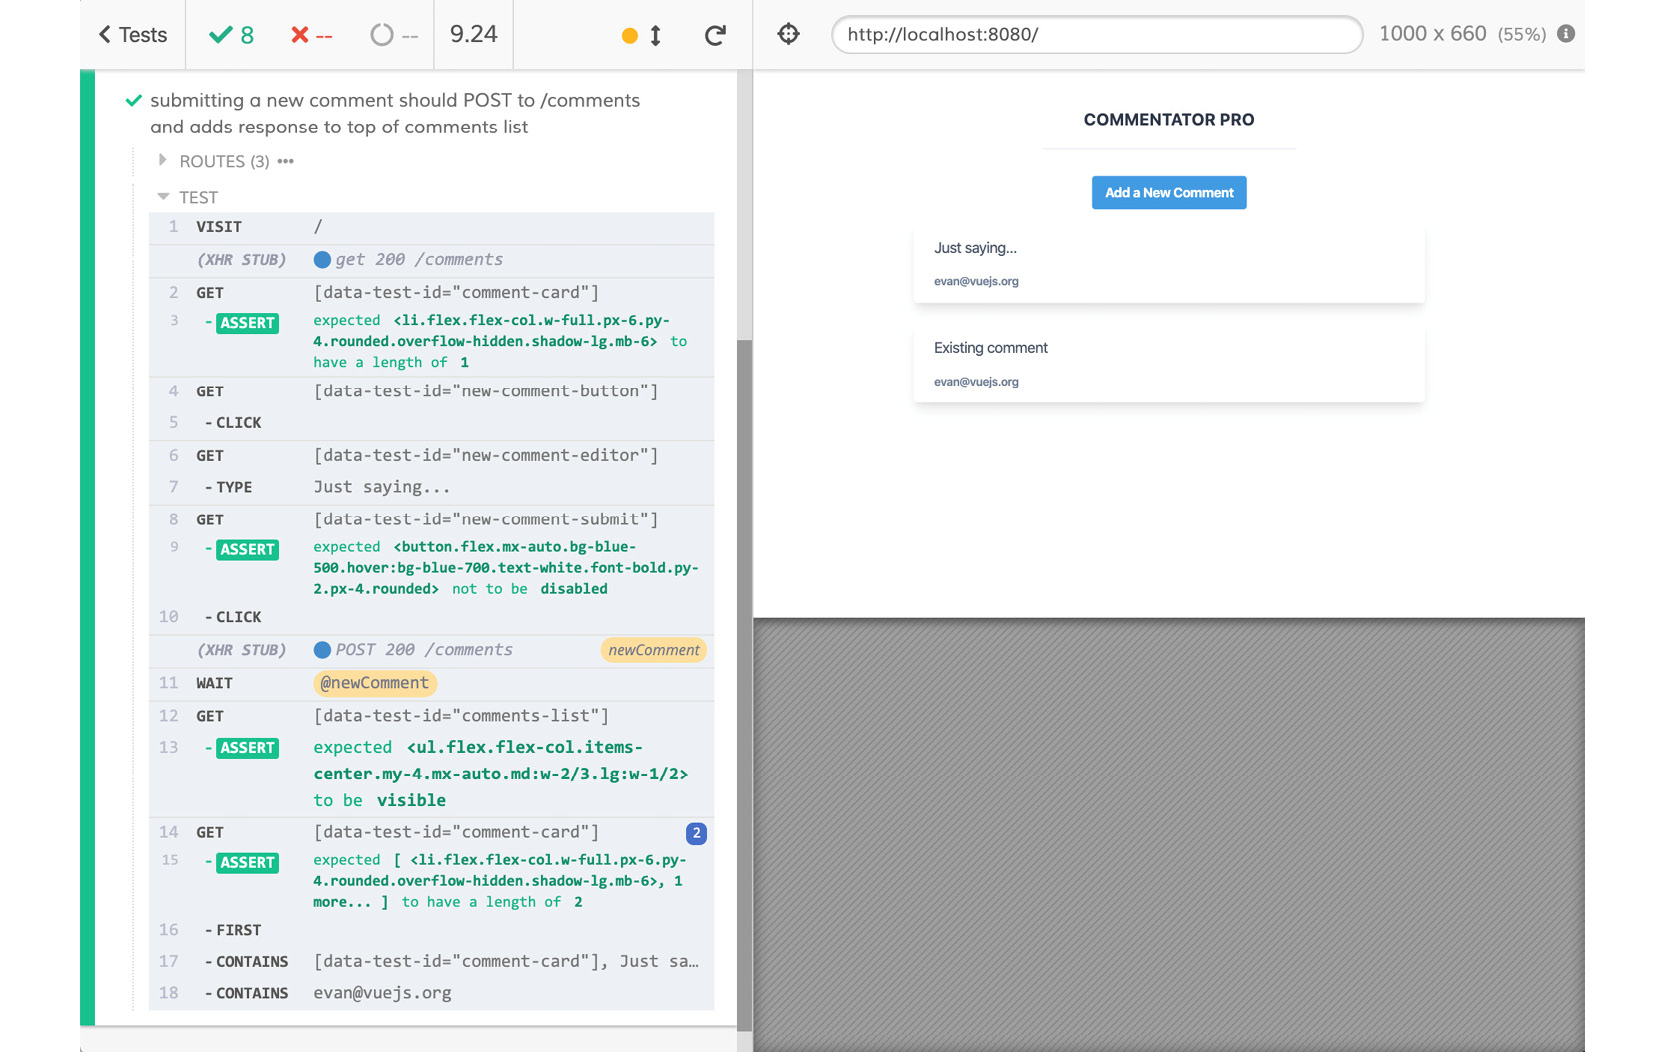 Tests 8 -- -- 9.24
http://localhost:8080/ 1000 x 660 (55%)
submitting a new comment should POST to /comments
and adds response to top of comments list
ROUTES (3) •••
TEST
1 VISIT /
(XHR STUB) get 200 /comments
2 GET [data-test-id="comment-card"]
3 - ASSERT expected <li.flex.flex-col.w-full.px-6.py-
4.rounded.overflow-hidden.shadow-lg.mb-6> to
have a length of 1
4 GET [data-test-id="new-comment-button"]
5 - CLICK
6 GET [data-test-id="new-comment-editor"]
7 - TYPE Just saying...
8 GET [data-test-id="new-comment-submit"]
9 - ASSERT expected <button.flex.mx-auto.bg-blue-
500.hover:bg-blue-700.text-white.font-bold.py-
2.px-4.rounded> not to be disabled
10 - CLICK
(XHR STUB) POST 200 /comments newComment
11 WAIT @newComment
12 GET [data-test-id="comments-list"]
13 - ASSERT expected <ul.flex.flex-col.items-
center.my-4.mx-auto.md:w-2/3.lg:w-1/2>
to be visible
14 GET [data-test-id="comment-card"] 2
15 - ASSERT expected [ <li.flex.flex-col.w-full.px-6.py-
4.rounded.overflow-hidden.shadow-lg.mb-6>, 1
more... ] to have a length of 2
16 - FIRST
17 - CONTAINS [data-test-id="comment-card"], Just sa…
18 - CONTAINS evan@vuejs.org
COMMENTATOR PRO
Add a New Comment
Just saying...
evan@vuejs.org
Existing comment
evan@vuejs.org